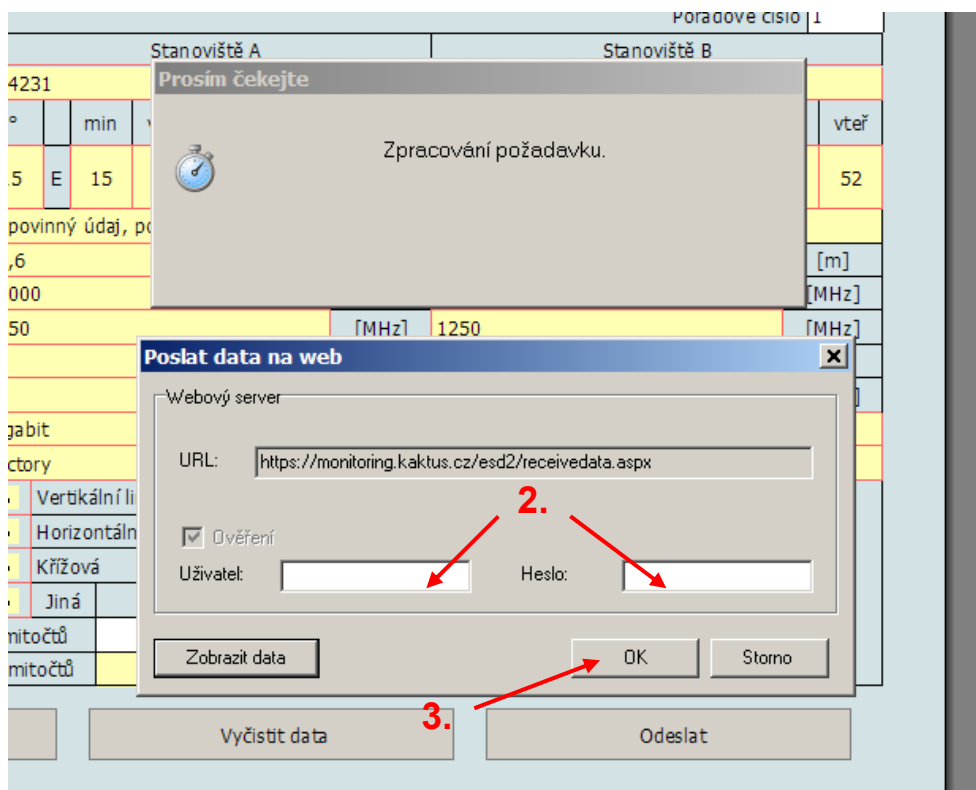 Pořadové číslo 1
Stanoviště A Stanoviště B
4231
Prosím čekejte
° min vteř
Zpracování požadavku.
5 E 15 52
povinný údaj,
,6 [m]
000 [MHz]
50 [MHz] 1250 [MHz]
Poslat data na web
Webový server
gabit
URL: https://monitoring.kaktus.cz/esd2/receivedata.aspx
ctory
Vertikální li
2.
Horizontáln
Ověření
Křížová
Uživatel: Heslo:
Jiná
mitočtů
Zobrazit data OK Storno
mitočtů
3.
Vyčistit data Odeslat